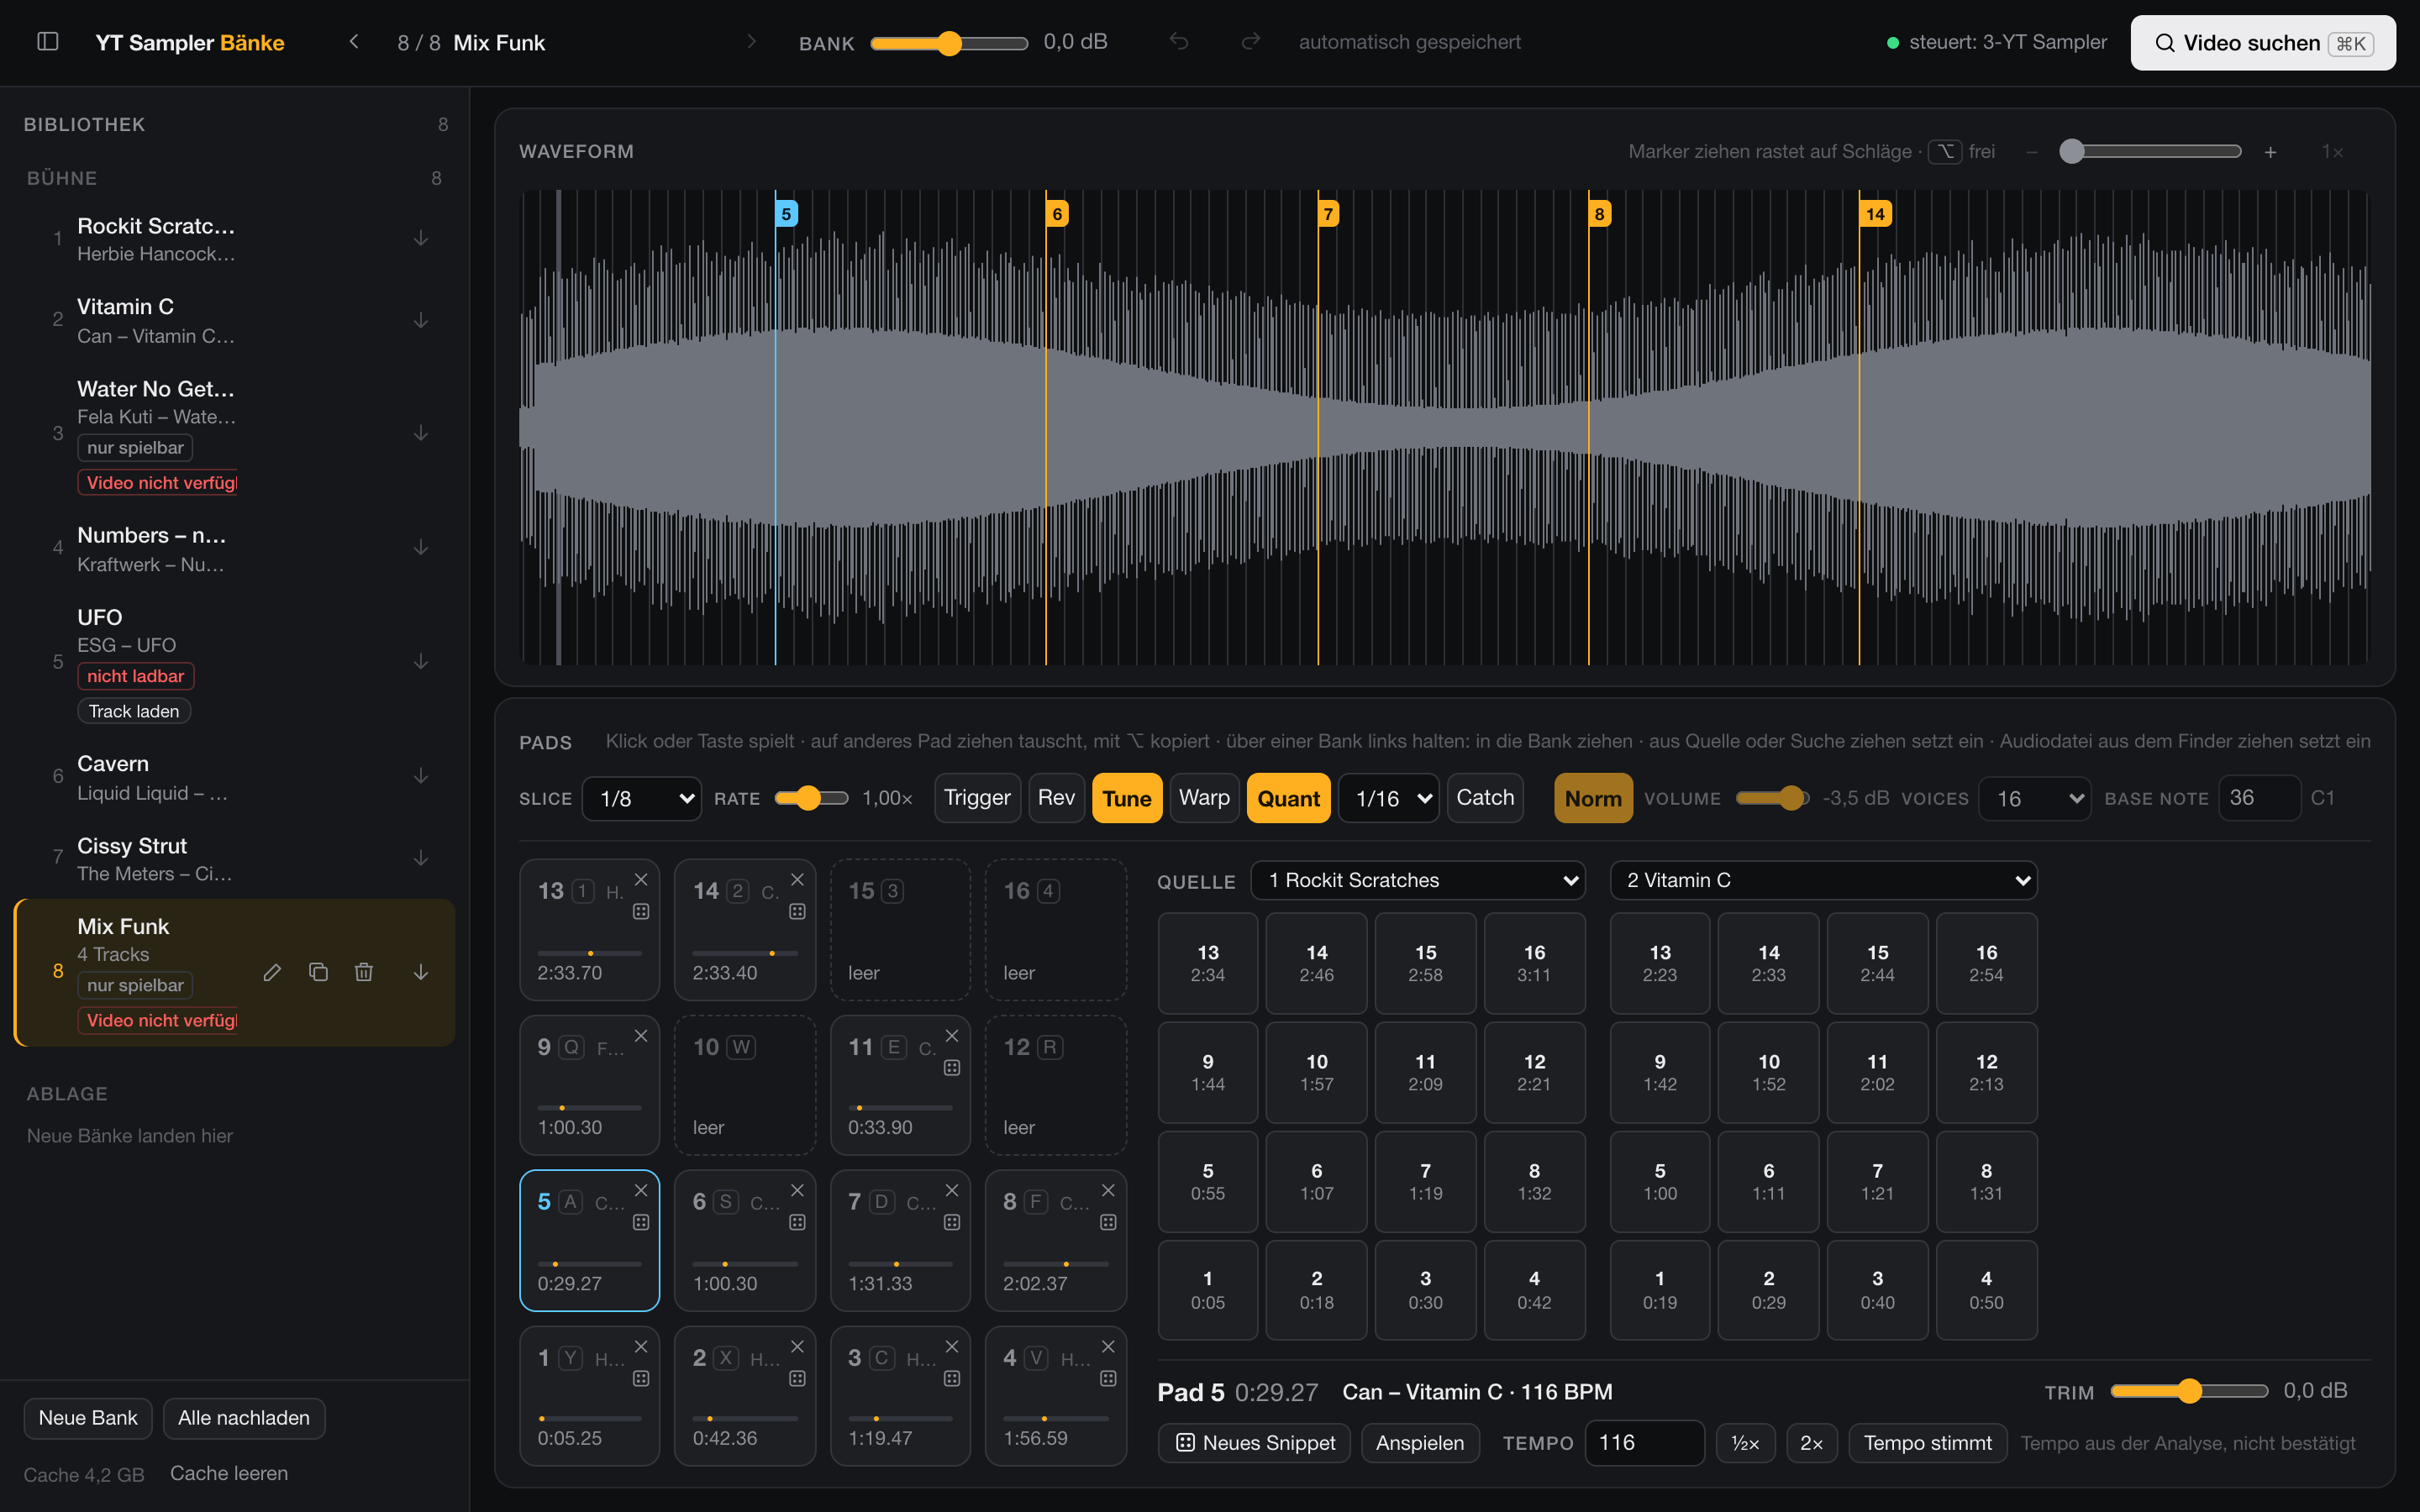 YT Sampler Bänke
8 / 8 Mix Funk
BANK 0,0 dB
automatisch gespeichert
steuert: 3-YT Sampler
Video suchen ⌘K
BIBLIOTHEK 8
BÜHNE 8
1 Rockit Scratc…
Herbie Hancock…
2 Vitamin C
Can – Vitamin C…
3 Water No Get…
Fela Kuti – Wate…
nur spielbar
Video nicht verfügl
4 Numbers – n…
Kraftwerk – Nu…
5 UFO
ESG – UFO
nicht ladbar
Track laden
6 Cavern
Liquid Liquid – …
7 Cissy Strut
The Meters – Ci…
8 Mix Funk
4 Tracks
nur spielbar
Video nicht verfügl
ABLAGE
Neue Bänke landen hier
Neue Bank Alle nachladen
Cache 4,2 GB Cache leeren
WAVEFORM
Marker ziehen rastet auf Schläge · ⌥ frei − + 1×
5 6 7 8 14
PADS Klick oder Taste spielt · auf anderes Pad ziehen tauscht, mit ⌥ kopiert · über einer Bank links halten: in die Bank ziehen · aus Quelle oder Suche ziehen setzt ein · Audiodatei aus dem Finder ziehen setzt ein
SLICE 1/8 RATE 1,00× Trigger Rev Tune Warp Quant 1/16 Catch Norm VOLUME -3,5 dB VOICES 16 BASE NOTE 36 C1
13 1 H. 14 2 C. 15 3 16 4
2:33.70 2:33.40 leer leer
9 Q F… 10 W 11 E C. 12 R
1:00.30 leer 0:33.90 leer
5 A C… 6 S C… 7 D C… 8 F C…
0:29.27 1:00.30 1:31.33 2:02.37
1 Y H… 2 X H… 3 C H… 4 V H…
0:05.25 0:42.36 1:19.47 1:56.59
QUELLE 1 Rockit Scratches 2 Vitamin C
13 14 15 16 13 14 15 16
2:34 2:46 2:58 3:11 2:23 2:33 2:44 2:54
9 10 11 12 9 10 11 12
1:44 1:57 2:09 2:21 1:42 1:52 2:02 2:13
5 6 7 8 5 6 7 8
0:55 1:07 1:19 1:32 1:00 1:11 1:21 1:31
1 2 3 4 1 2 3 4
0:05 0:18 0:30 0:42 0:19 0:29 0:40 0:50
Pad 5 0:29.27 Can – Vitamin C · 116 BPM TRIM 0,0 dB
Neues Snippet Anspielen TEMPO 116 ½× 2× Tempo stimmt Tempo aus der Analyse, nicht bestätigt